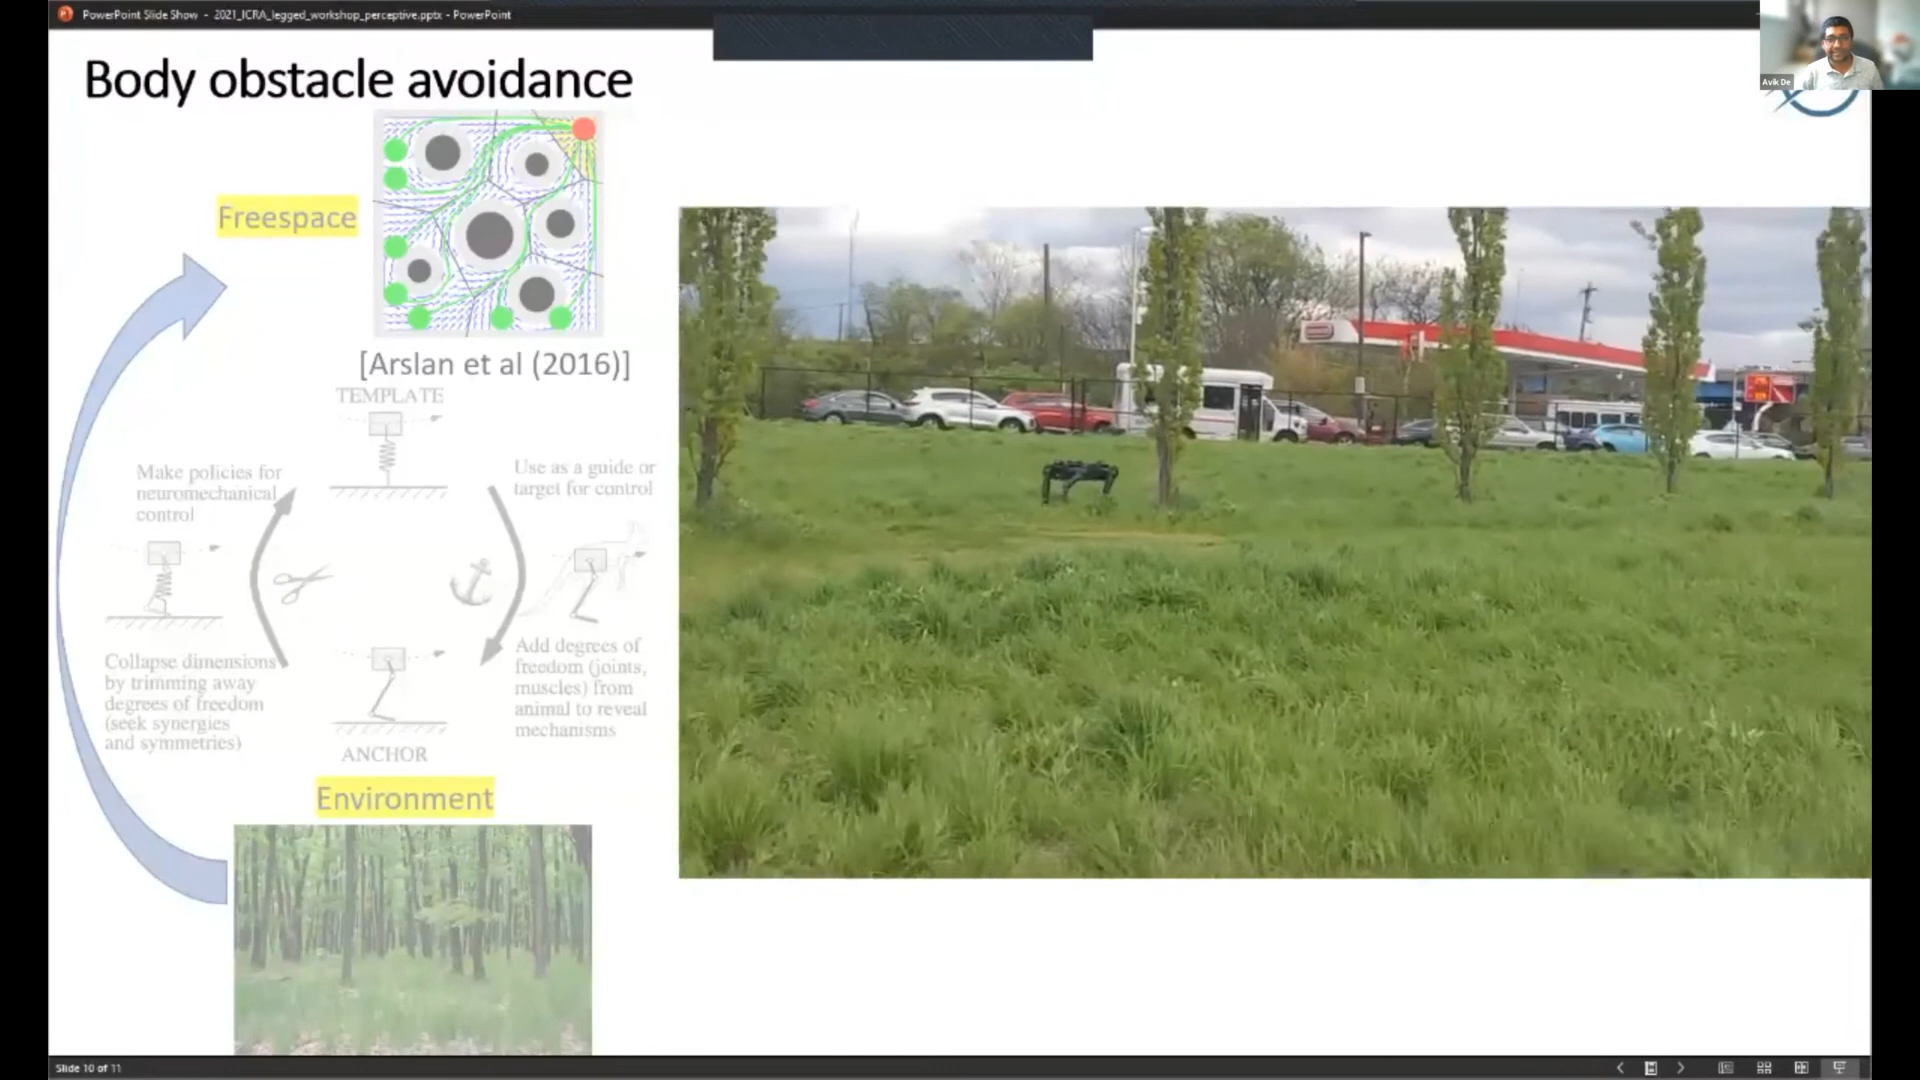 PowerPoint Slide Show - 2021_ICRA_legged_workshop_perceptive.pptx - PowerPoint
Avik De
Body obstacle avoidance
Freespace
[Arslan et al (2016)]
TEMPLATE
Make policies for
neuromechanical
control
Use as a guide or
target for control
Collapse dimensions
by trimming away
degrees of freedom
(seek synergies
and symmetries)
Add degrees of
freedom (joints,
muscles) from
animal to reveal
mechanisms
ANCHOR
Environment
Slide 10 of 11